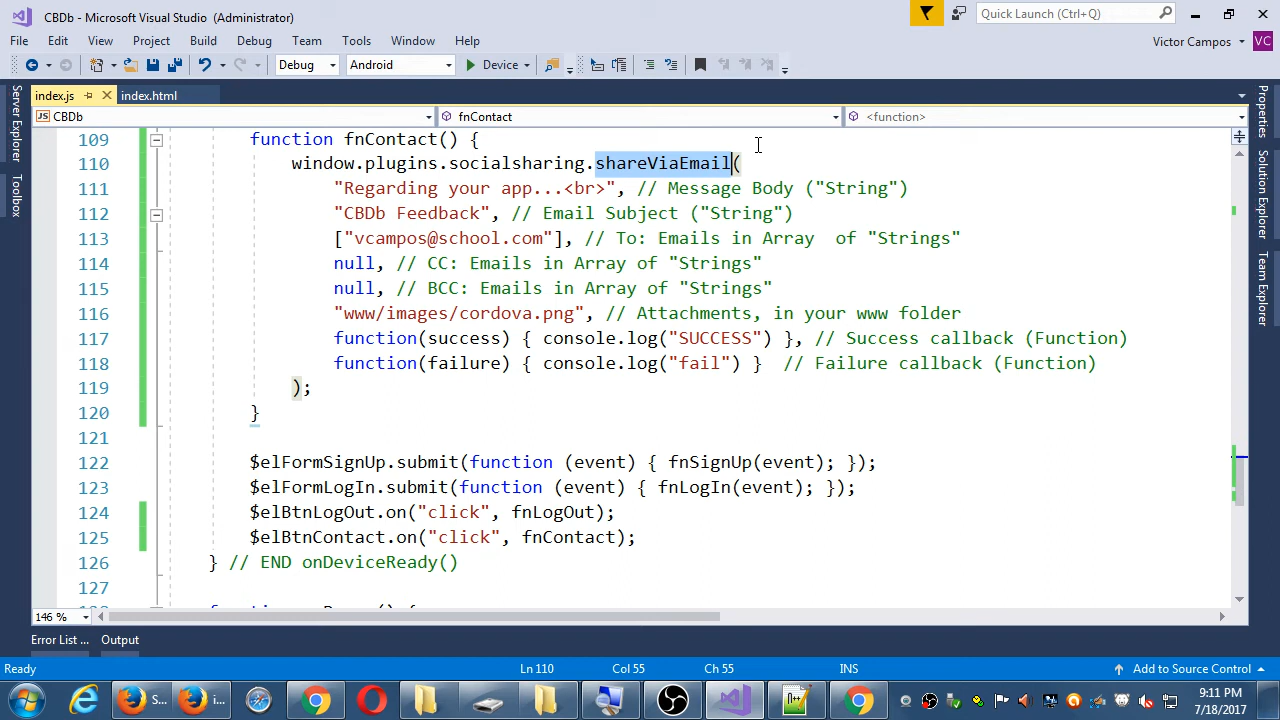 CBDb - Microsoft Visual Studio (Administrator)
Quick Launch (Ctrl+Q)
File Edit View Project Build Debug Team Tools Window Help
Victor Campos VC
Debug Android Device
index.js index.html
CBDb fnContact <function>
Server Explorer
Toolbox
Properties
Solution Explorer
Team Explorer
109 function fnContact() {
110 window.plugins.socialsharing.shareViaEmail(
111 "Regarding your app...<br>", // Message Body ("String")
112 "CBDb Feedback", // Email Subject ("String")
113 ["vcampos@school.com"], // To: Emails in Array  of "Strings"
114 null, // CC: Emails in Array of "Strings"
115 null, // BCC: Emails in Array of "Strings"
116 "www/images/cordova.png", // Attachments, in your www folder
117 function(success) { console.log("SUCCESS") }, // Success callback (Function)
118 function(failure) { console.log("fail") }  // Failure callback (Function)
119 );
120 }
121
122 $elFormSignUp.submit(function (event) { fnSignUp(event); });
123 $elFormLogIn.submit(function (event) { fnLogIn(event); });
124 $elBtnLogOut.on("click", fnLogOut);
125 $elBtnContact.on("click", fnContact);
126 } // END onDeviceReady()
127
146 %
Error List ... Output
Ready Ln 110 Col 55 Ch 55 INS Add to Source Control
S... i...
9:11 PM
7/18/2017